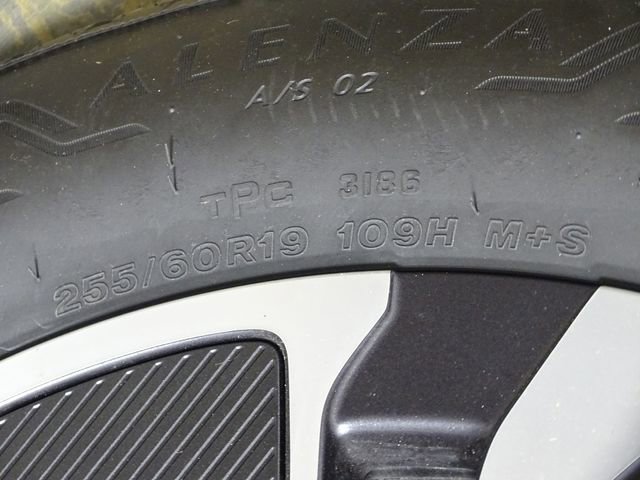 ALENZA
A/S 02
TPC 3186
255/60R19 109H M+S